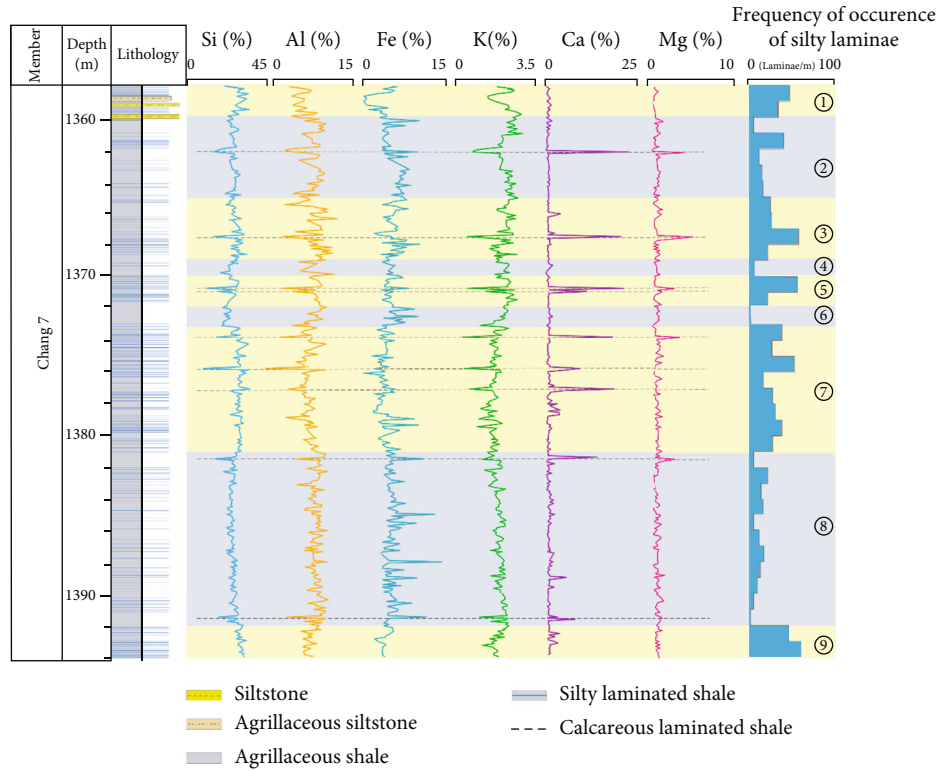 Frequency of occurence
of silty laminae
Member
Depth
(m)
Lithology
Si (%)
Al (%)
Fe (%)
K(%)
Ca (%)
Mg (%)
0 45 0 15 0 15 0 3.5 0 25 0 10 0 (Laminae/m) 100
Chang 7
1360
1370
1380
1390
①
②
③
④
⑤
⑥
⑦
⑧
⑨
Siltstone
Agrillaceous siltstone
Agrillaceous shale
Silty laminated shale
Calcareous laminated shale